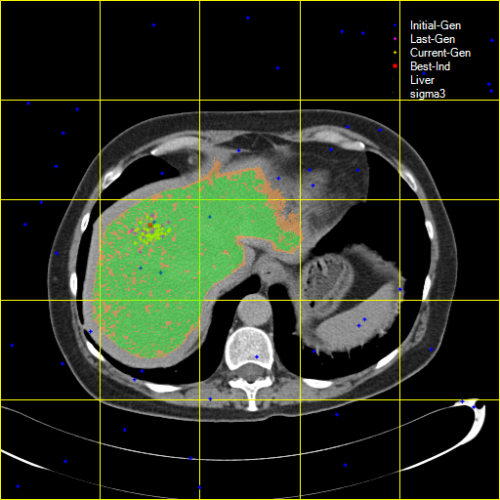 Initial-Gen
Last-Gen
Current-Gen
Best-Ind
Liver
sigma3